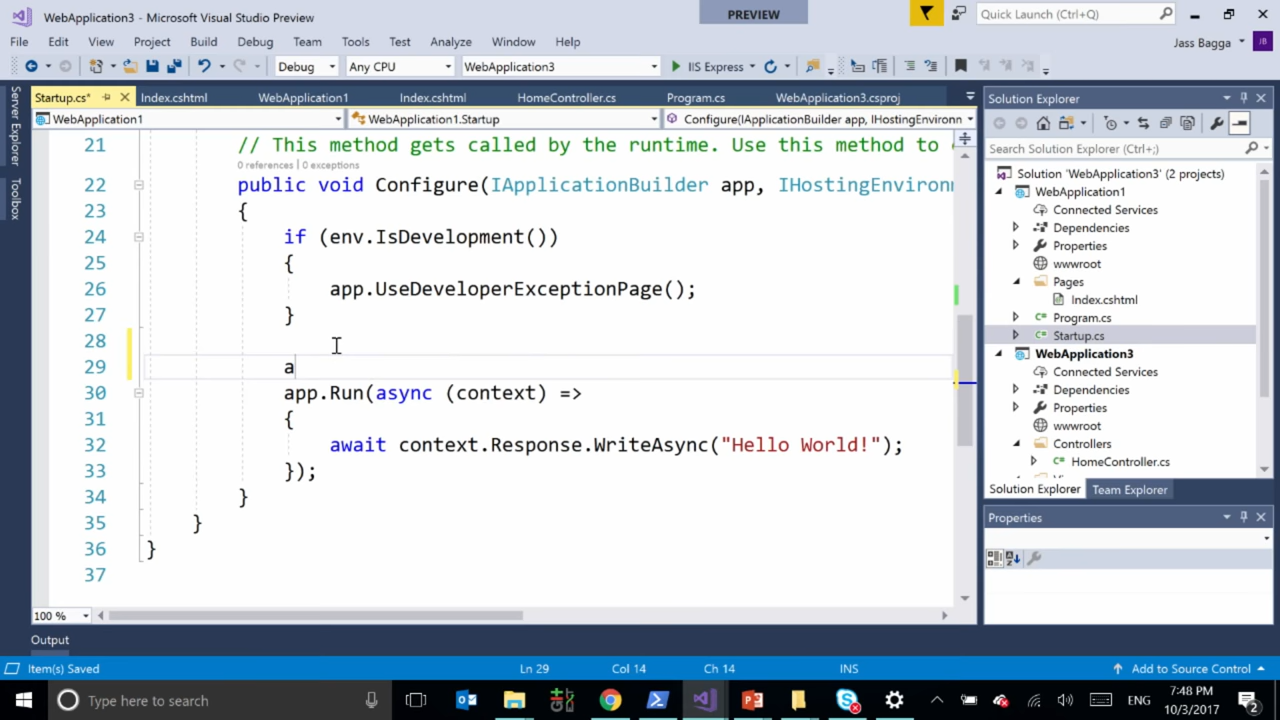 WebApplication3 - Microsoft Visual Studio Preview
PREVIEW
Quick Launch (Ctrl+Q)
File Edit View Project Build Debug Team Tools Test Analyze Window Help
Jass Bagga
JB
Debug Any CPU WebApplication3 IIS Express
Server Explorer
Toolbox
Startup.cs* Index.cshtml WebApplication1 Index.cshtml HomeController.cs Program.cs WebApplication3.csproj
WebApplication1 WebApplication1.Startup Configure(IApplicationBuilder app, IHostingEnvironn
21 // This method gets called by the runtime. Use this method to
0 references | 0 exceptions
22 public void Configure(IApplicationBuilder app, IHostingEnvironm
23 {
24 if (env.IsDevelopment())
25 {
26 app.UseDeveloperExceptionPage();
27 }
28
29 a
30 app.Run(async (context) =>
31 {
32 await context.Response.WriteAsync("Hello World!");
33 });
34 }
35 }
36 }
37
100 %
Solution Explorer
Search Solution Explorer (Ctrl+;)
Solution 'WebApplication3' (2 projects)
WebApplication1
Connected Services
Dependencies
Properties
wwwroot
Pages
Index.cshtml
C# Program.cs
C# Startup.cs
WebApplication3
Connected Services
Dependencies
Properties
wwwroot
Controllers
C# HomeController.cs
Solution Explorer Team Explorer
Properties
Output
Item(s) Saved Ln 29 Col 14 Ch 14 INS Add to Source Control
Type here to search
ENG
7:48 PM
10/3/2017
2